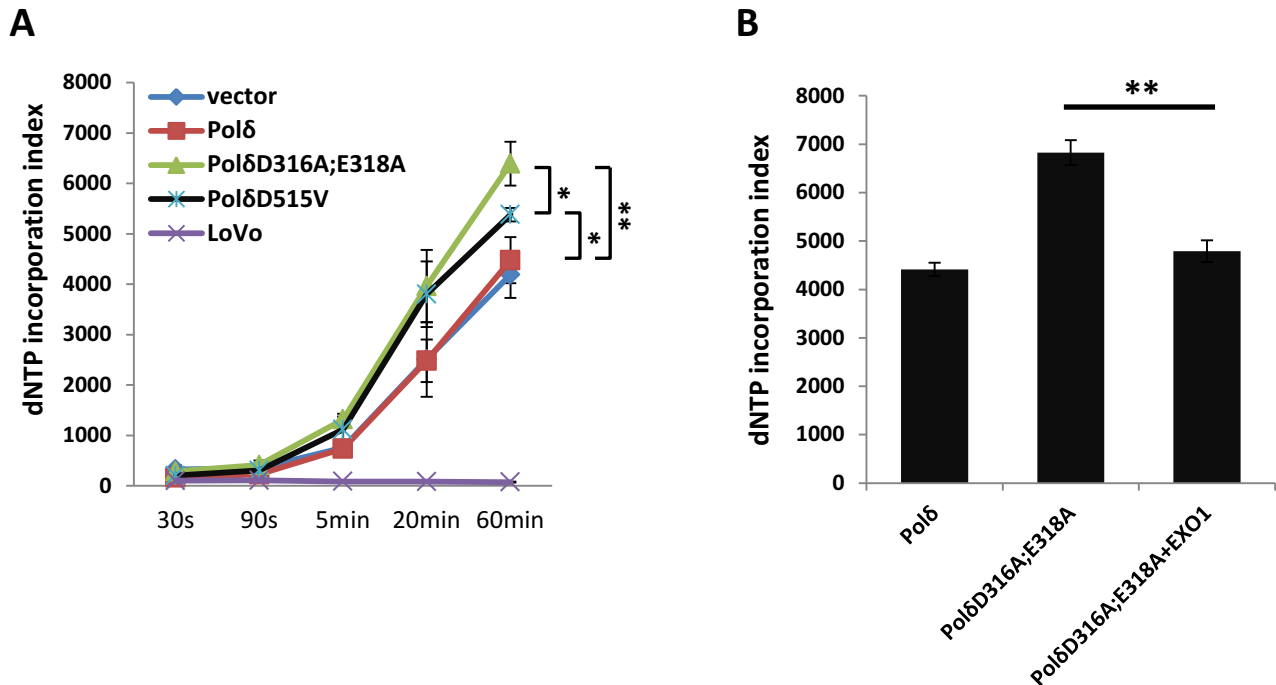 A
dNTP incorporation index
8000
7000
6000
5000
4000
3000
2000
1000
0
vector
Polδ
PolδD316A;E318A
PolδD515V
LoVo
*
*
**
30s 90s 5min 20min 60min
B
dNTP incorporation index
8000
7000
6000
5000
4000
3000
2000
1000
0
**
Polδ
PolδD316A;E318A
PolδD316A;E318A+EXO1